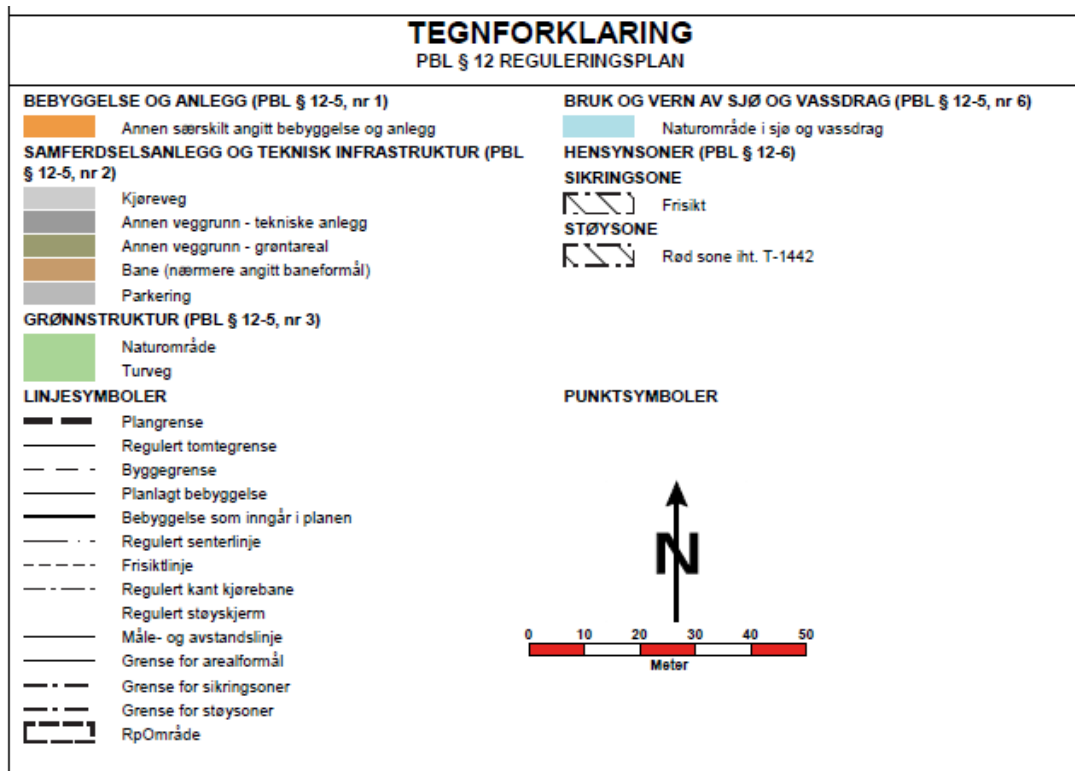 TEGNFORKLARING
PBL § 12 REGULERINGSPLAN
BEBYGGELSE OG ANLEGG (PBL § 12-5, nr 1)
Annen særskilt angitt bebyggelse og anlegg
SAMFERDSELSANLEGG OG TEKNISK INFRASTRUKTUR (PBL
§ 12-5, nr 2)
Kjøreveg
Annen veggrunn - tekniske anlegg
Annen veggrunn - grøntareal
Bane (nærmere angitt baneformål)
Parkering
GRØNNSTRUKTUR (PBL § 12-5, nr 3)
Naturområde
Turveg
LINJESYMBOLER
Plangrense
Regulert tomtegrense
Byggegrense
Planlagt bebyggelse
Bebyggelse som inngår i planen
Regulert senterlinje
Frisiktlinje
Regulert kant kjørebane
Regulert støyskjerm
Måle- og avstandslinje
Grense for arealformål
Grense for sikringsoner
Grense for støysoner
RpOmråde
BRUK OG VERN AV SJØ OG VASSDRAG (PBL § 12-5, nr 6)
Naturområde i sjø og vassdrag
HENSYNSONER (PBL § 12-6)
SIKRINGSONE
Frisikt
STØYSONE
Rød sone iht. T-1442
PUNKTSYMBOLER
N
0 10 20 30 40 50
Meter